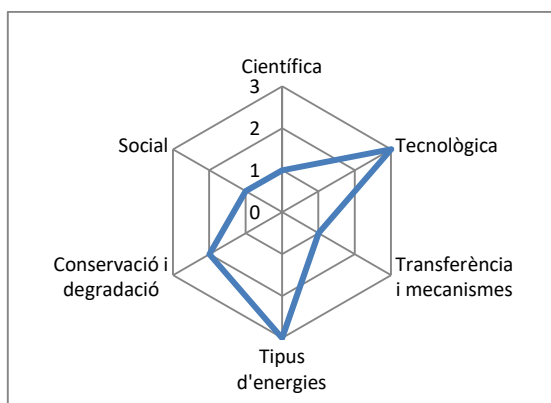 Científica
3
2
1
0
Tecnològica
Transferència
i mecanismes
Tipus
d'energies
Conservació i
degradació
Social